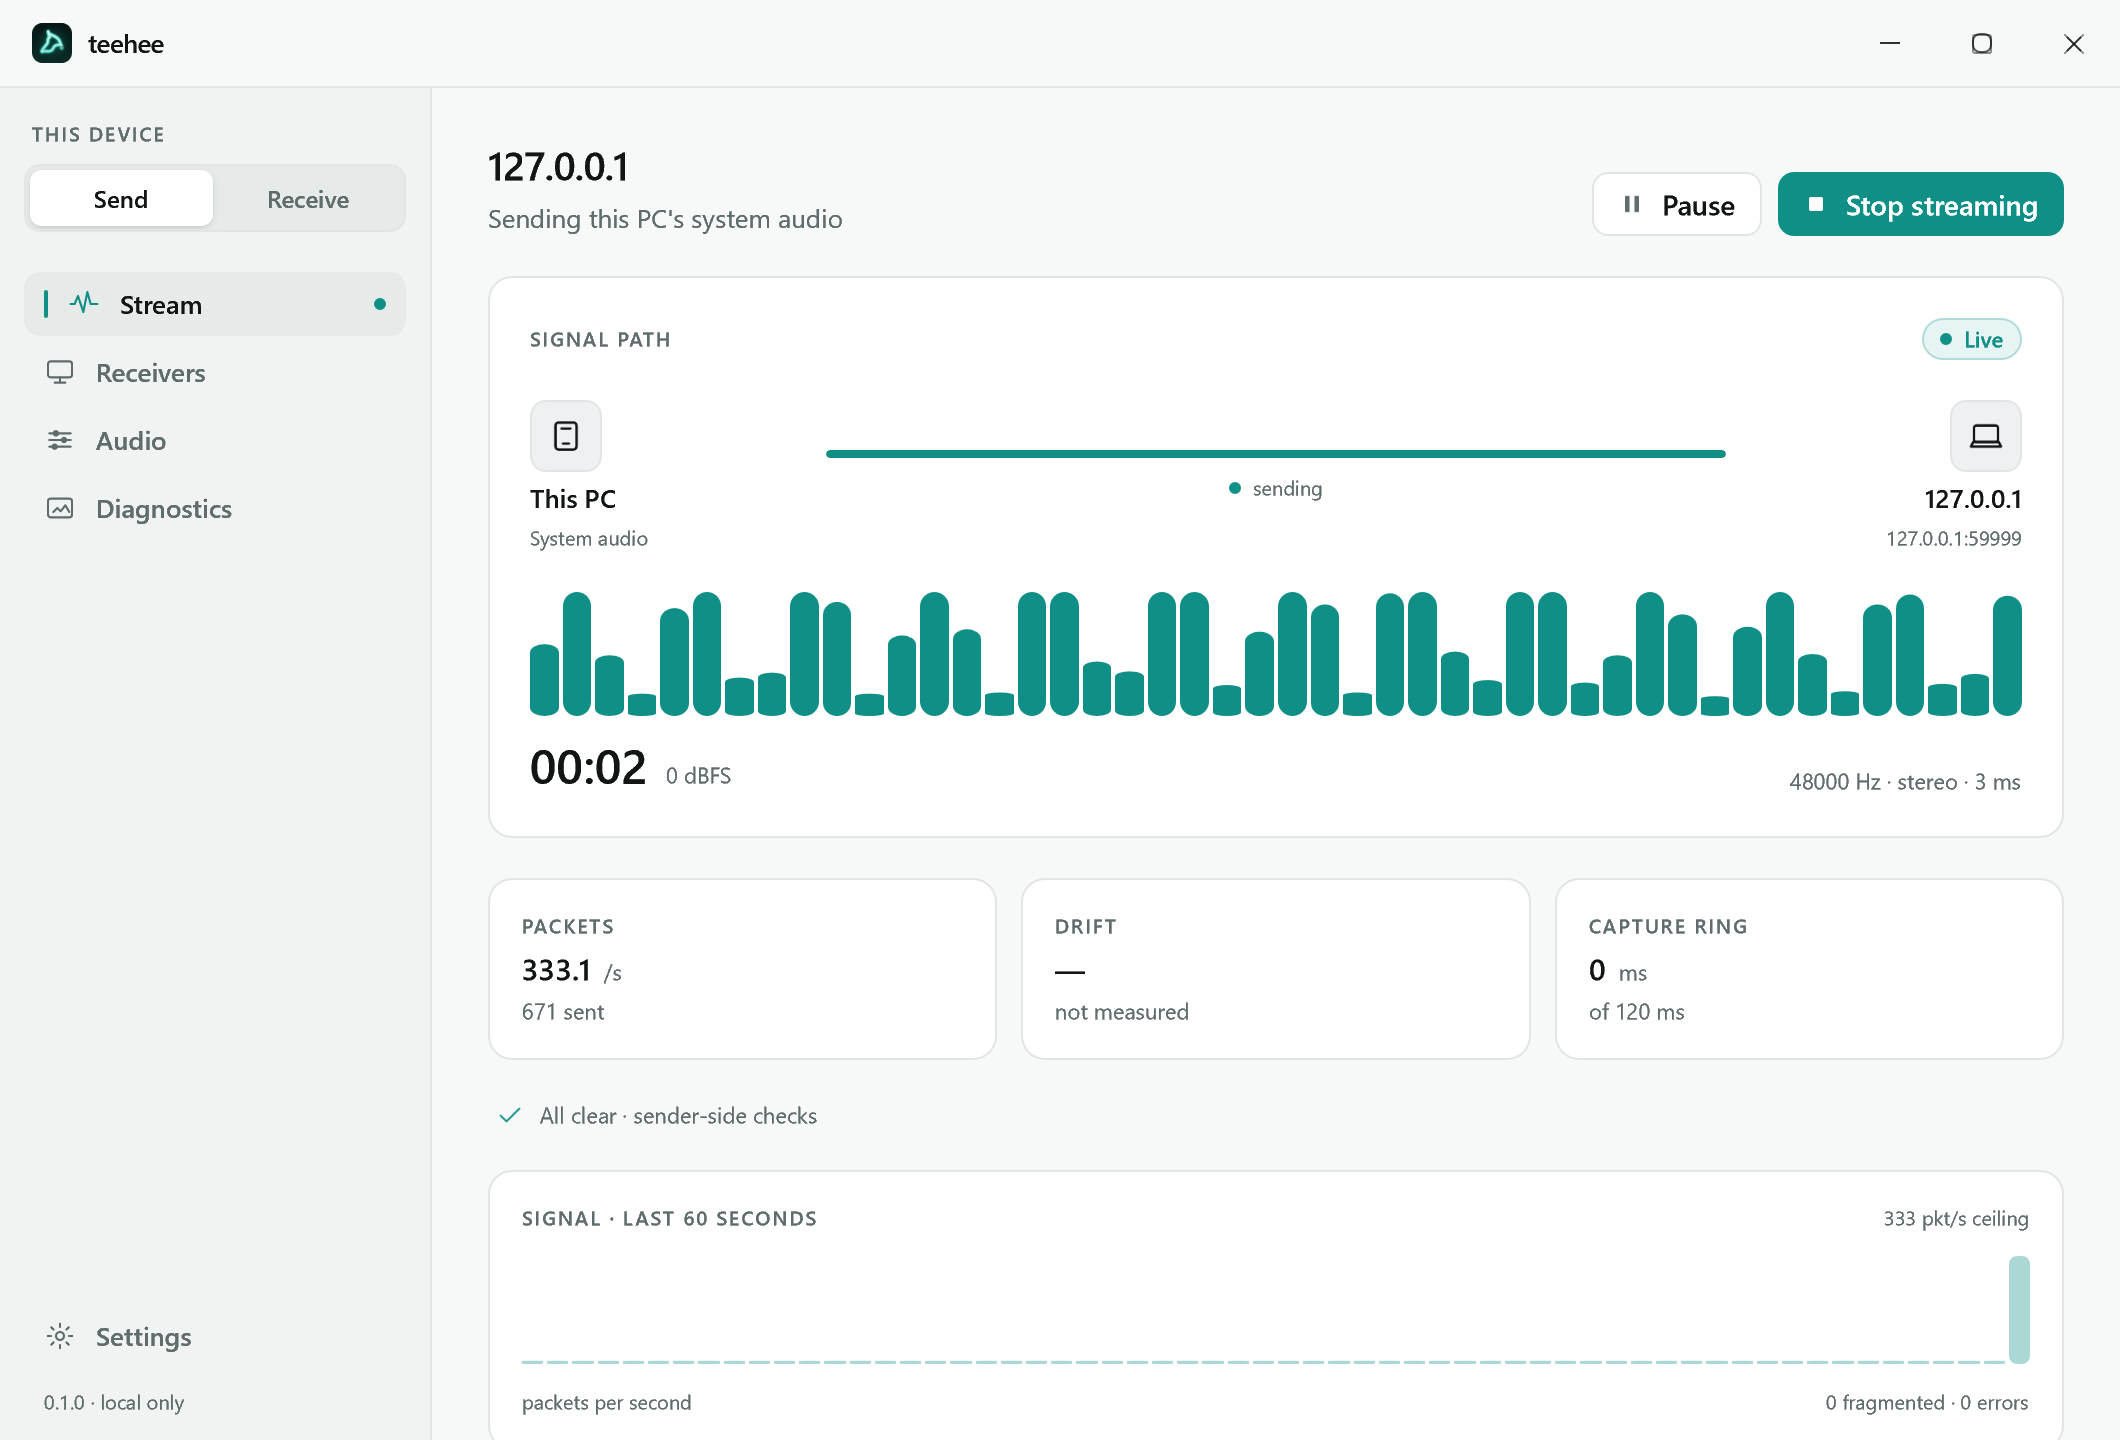 teehee
THIS DEVICE
Send
Receive
Stream
Receivers
Audio
Diagnostics
Settings
0.1.0 · local only
127.0.0.1
Sending this PC's system audio
Pause
Stop streaming
SIGNAL PATH
Live
This PC
System audio
sending
127.0.0.1
127.0.0.1:59999
00:02 0 dBFS
48000 Hz · stereo · 3 ms
PACKETS
333.1 /s
671 sent
DRIFT
—
not measured
CAPTURE RING
0 ms
of 120 ms
All clear · sender-side checks
SIGNAL · LAST 60 SECONDS
333 pkt/s ceiling
packets per second
0 fragmented · 0 errors